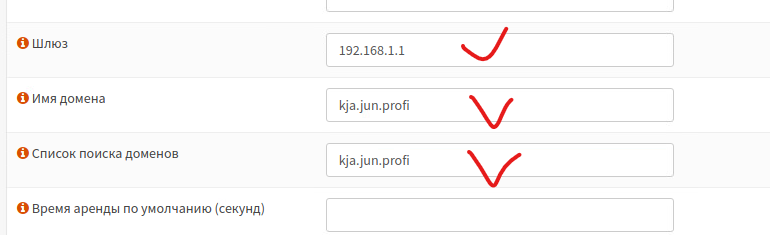 Шлюз
192.168.1.1
Имя домена
kja.jun.profi
Список поиска доменов
kja.jun.profi
Время аренды по умолчанию (секунд)